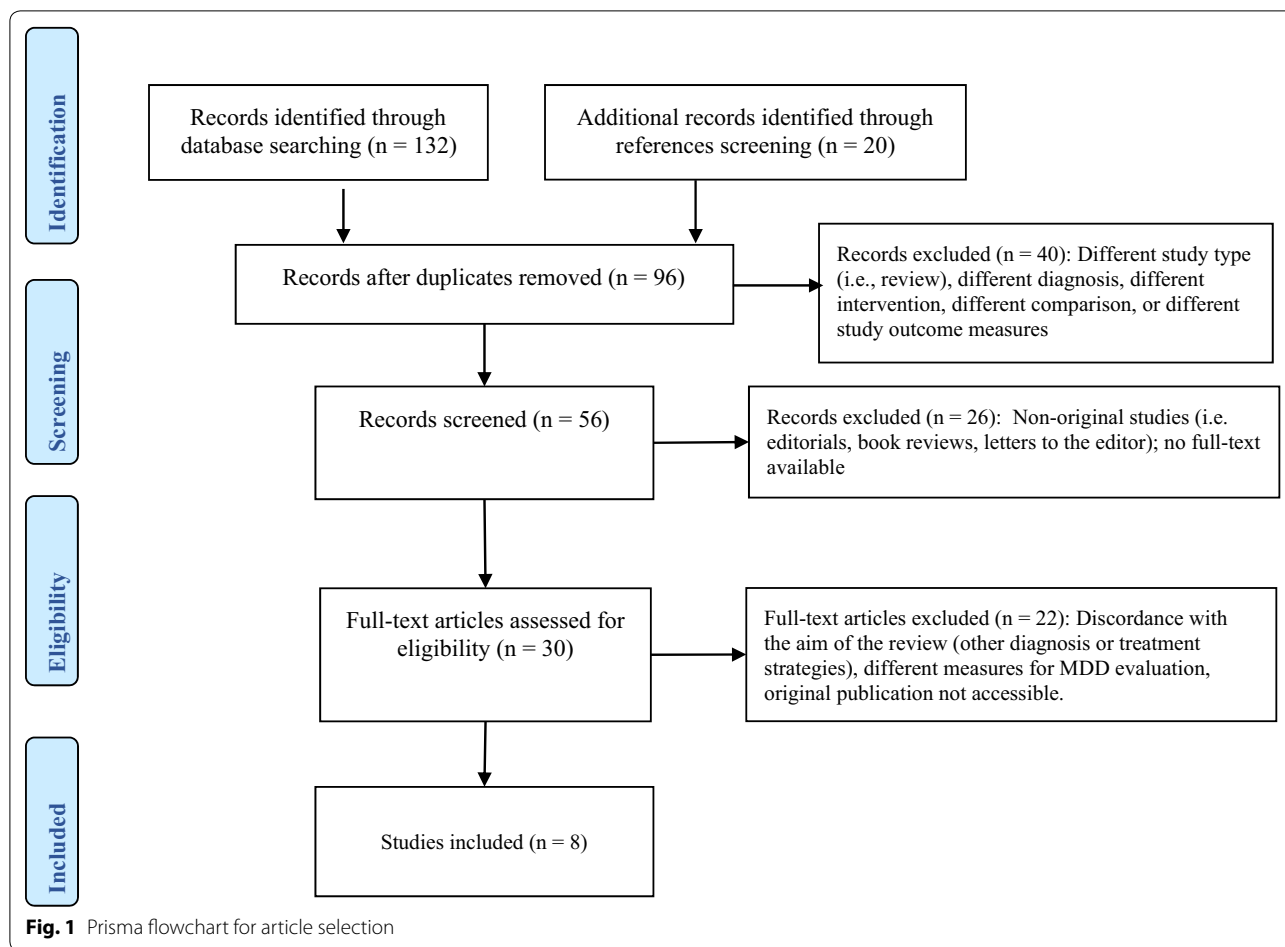 Identification
Records identified through
database searching (n = 132)
Additional records identified through
references screening (n = 20)
Records after duplicates removed (n = 96)
Records excluded (n = 40): Different study type
(i.e., review), different diagnosis, different
intervention, different comparison, or different
study outcome measures
Screening
Records screened (n = 56)
Records excluded (n = 26): Non-original studies (i.e.
editorials, book reviews, letters to the editor); no full-text
available
Eligibility
Full-text articles assessed for
eligibility (n = 30)
Full-text articles excluded (n = 22): Discordance with
the aim of the review (other diagnosis or treatment
strategies), different measures for MDD evaluation,
original publication not accessible.
Included
Studies included (n = 8)
Fig. 1 Prisma flowchart for article selection